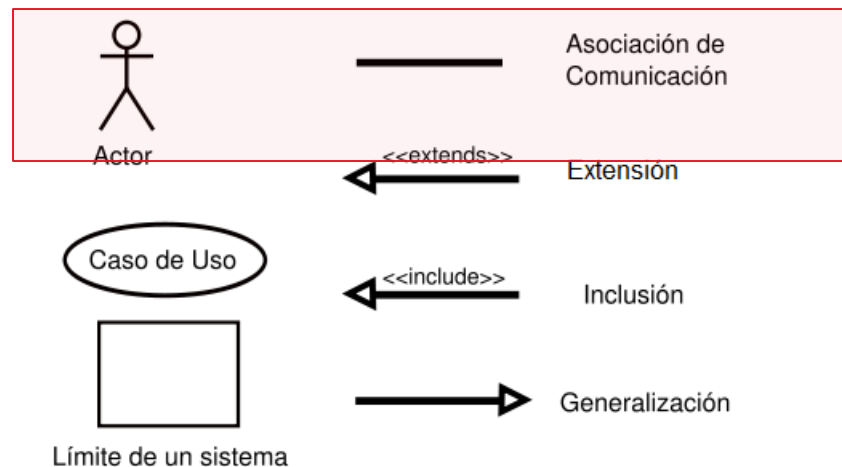 Asociación de
Comunicación
Actor
<<extends>>
Extensión
Caso de Uso
<<include>>
Inclusión
Generalización
Límite de un sistema